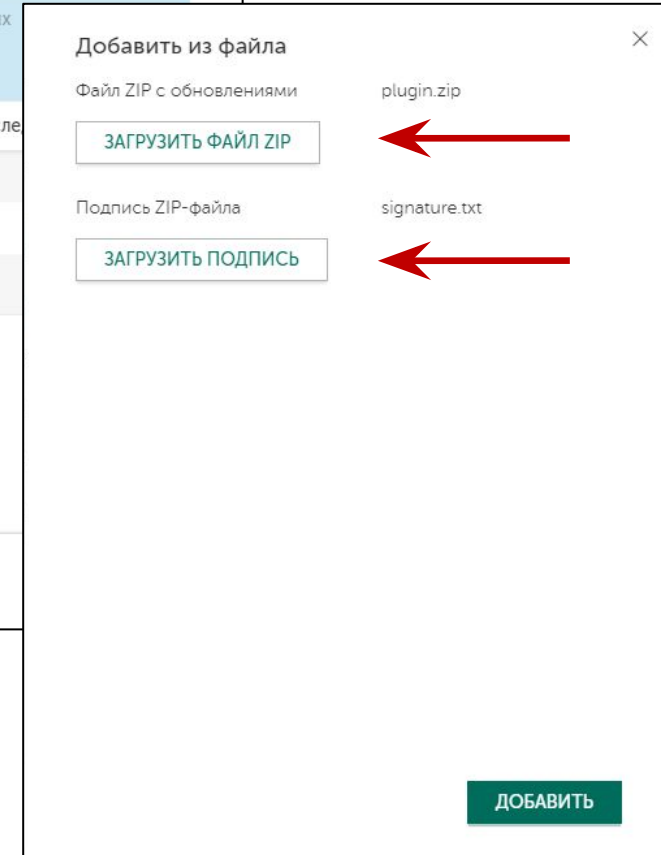 Добавить из файла
Файл ZIP с обновлениями plugin.zip
ЗАГРУЗИТЬ ФАЙЛ ZIP
Подпись ZIP-файла signature.txt
ЗАГРУЗИТЬ ПОДПИСЬ
ДОБАВИТЬ